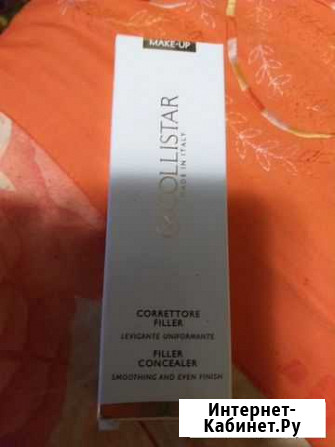 MAKE-UP
COLLISTAR
MADE IN ITALY
CORRETTORE
FILLER
LEVIGANTE UNIFORMANTE
FILLER
CONCEALER
SMOOTHING AND EVEN FINISH
Интернет-
Кабинет.Ру